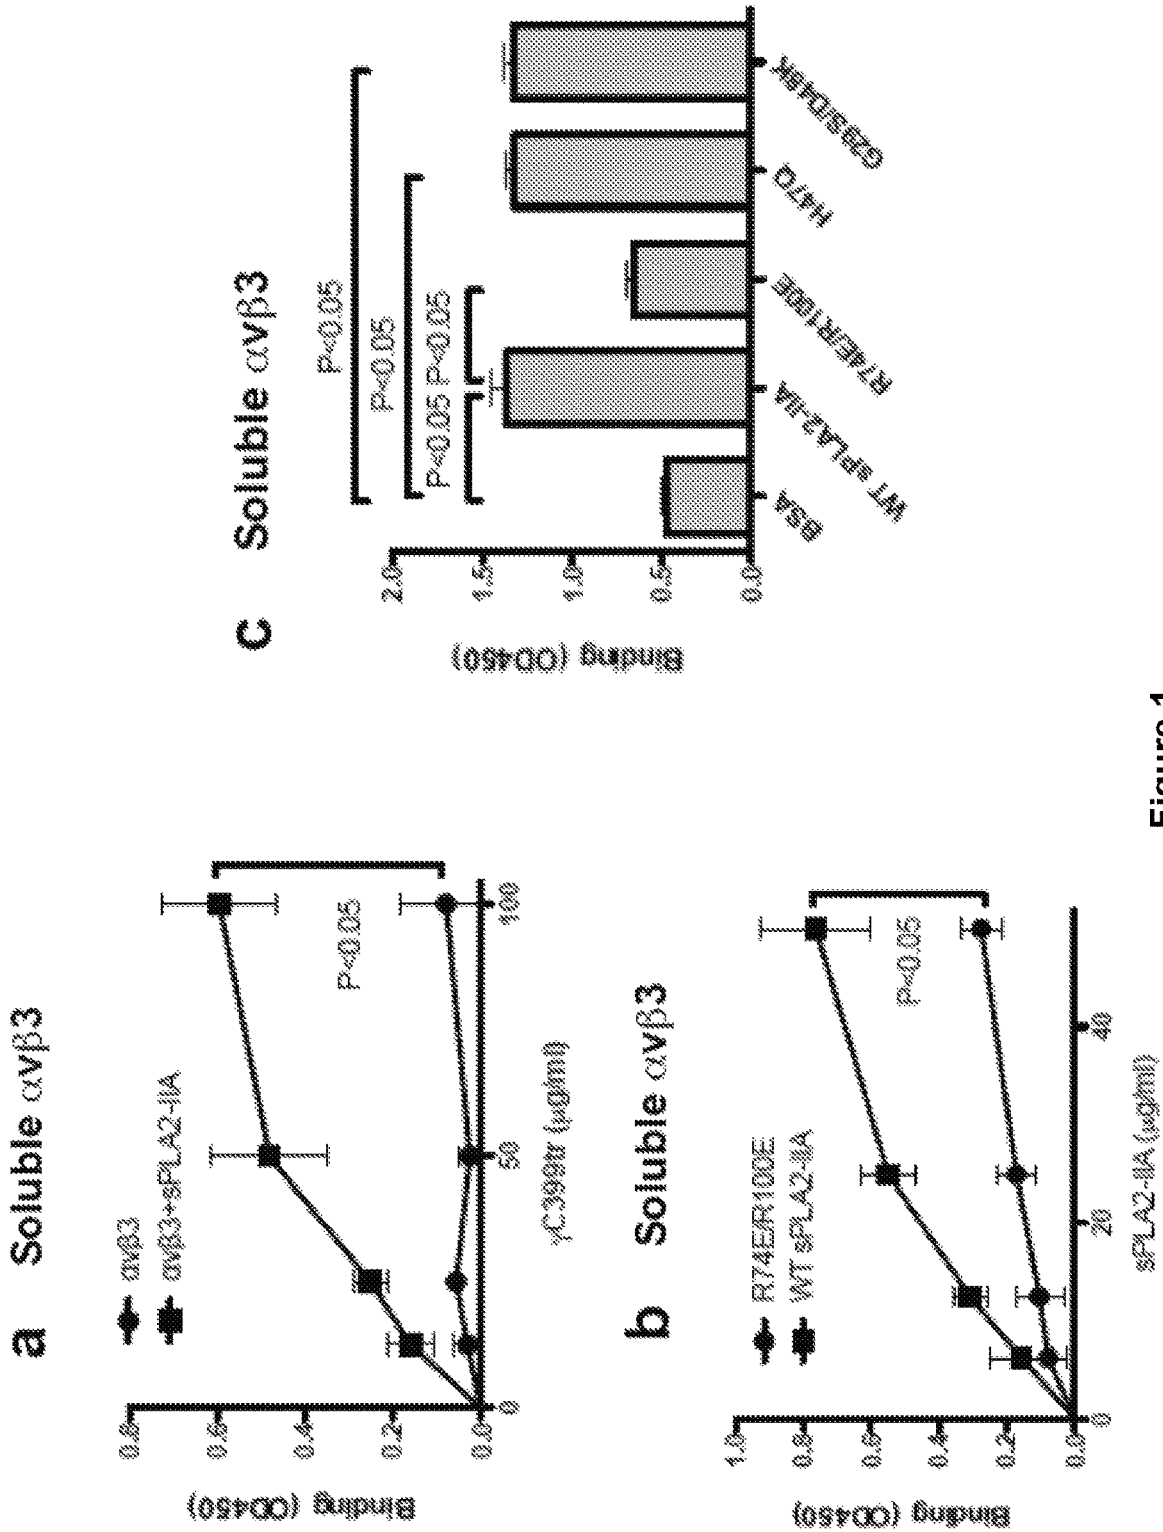 a Soluble αvβ3
αvβ3
αvβ3+sPLA2-IIA
Binding (OD450)
0.8
0.6
0.4
0.2
0.0
P<0.05
0 50 100
γC399tr (μg/ml)
b Soluble αvβ3
R74E/R100E
WT sPLA2-IIA
Binding (OD450)
1.0
0.8
0.6
0.4
0.2
0.0
P<0.05
0 20 40
sPLA2-IIA (μg/ml)
c Soluble αvβ3
P<0.05
P<0.05
P<0.05 P<0.05
Binding (OD450)
2.0
1.5
1.0
0.5
0.0
BSA
WT sPLA2-IIA
R74E/R100E
H47Q
G29S/D48K
Figure 1